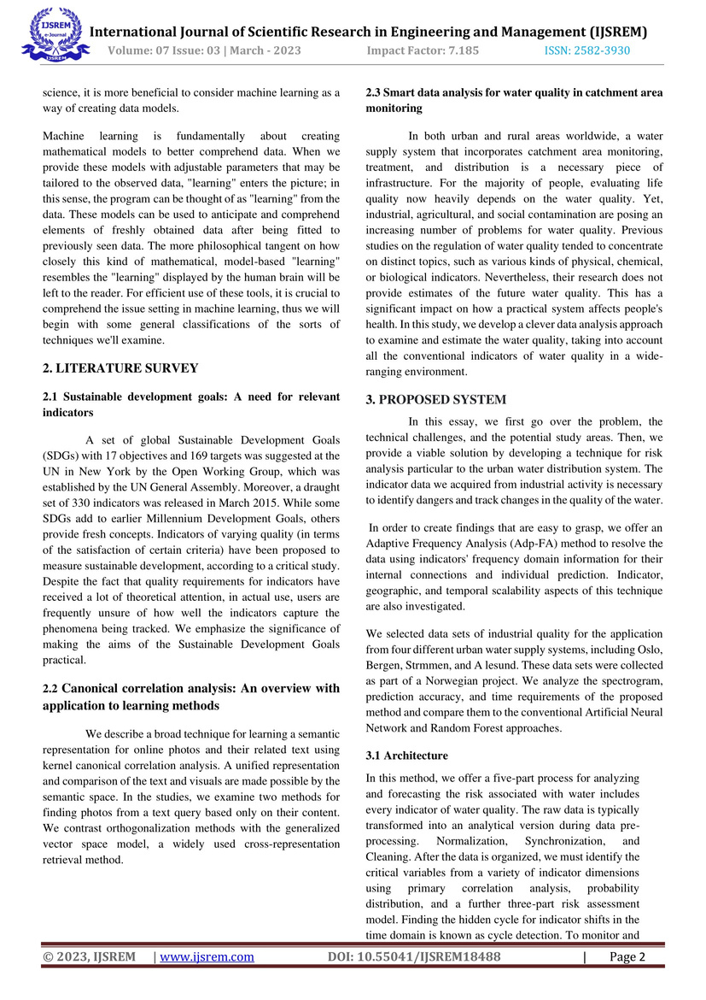 IJSREM
e-Journal
IJSREM
International Journal of Scientific Research in Engineering and Management (IJSREM)
Volume: 07 Issue: 03 | March - 2023 Impact Factor: 7.185 ISSN: 2582-3930
science, it is more beneficial to consider machine learning as a
way of creating data models.
Machine learning is fundamentally about creating
mathematical models to better comprehend data. When we
provide these models with adjustable parameters that may be
tailored to the observed data, "learning" enters the picture; in
this sense, the program can be thought of as "learning" from the
data. These models can be used to anticipate and comprehend
elements of freshly obtained data after being fitted to
previously seen data. The more philosophical tangent on how
closely this kind of mathematical, model-based "learning"
resembles the "learning" displayed by the human brain will be
left to the reader. For efficient use of these tools, it is crucial to
comprehend the issue setting in machine learning, thus we will
begin with some general classifications of the sorts of
techniques we'll examine.
2. LITERATURE SURVEY
2.1 Sustainable development goals: A need for relevant
indicators
A set of global Sustainable Development Goals
(SDGs) with 17 objectives and 169 targets was suggested at the
UN in New York by the Open Working Group, which was
established by the UN General Assembly. Moreover, a draught
set of 330 indicators was released in March 2015. While some
SDGs add to earlier Millennium Development Goals, others
provide fresh concepts. Indicators of varying quality (in terms
of the satisfaction of certain criteria) have been proposed to
measure sustainable development, according to a critical study.
Despite the fact that quality requirements for indicators have
received a lot of theoretical attention, in actual use, users are
frequently unsure of how well the indicators capture the
phenomena being tracked. We emphasize the significance of
making the aims of the Sustainable Development Goals
practical.
2.2 Canonical correlation analysis: An overview with
application to learning methods
We describe a broad technique for learning a semantic
representation for online photos and their related text using
kernel canonical correlation analysis. A unified representation
and comparison of the text and visuals are made possible by the
semantic space. In the studies, we examine two methods for
finding photos from a text query based only on their content.
We contrast orthogonalization methods with the generalized
vector space model, a widely used cross-representation
retrieval method.
2.3 Smart data analysis for water quality in catchment area
monitoring
In both urban and rural areas worldwide, a water
supply system that incorporates catchment area monitoring,
treatment, and distribution is a necessary piece of
infrastructure. For the majority of people, evaluating life
quality now heavily depends on the water quality. Yet,
industrial, agricultural, and social contamination are posing an
increasing number of problems for water quality. Previous
studies on the regulation of water quality tended to concentrate
on distinct topics, such as various kinds of physical, chemical,
or biological indicators. Nevertheless, their research does not
provide estimates of the future water quality. This has a
significant impact on how a practical system affects people's
health. In this study, we develop a clever data analysis approach
to examine and estimate the water quality, taking into account
all the conventional indicators of water quality in a wide-
ranging environment.
3. PROPOSED SYSTEM
In this essay, we first go over the problem, the
technical challenges, and the potential study areas. Then, we
provide a viable solution by developing a technique for risk
analysis particular to the urban water distribution system. The
indicator data we acquired from industrial activity is necessary
to identify dangers and track changes in the quality of the water.
In order to create findings that are easy to grasp, we offer an
Adaptive Frequency Analysis (Adp-FA) method to resolve the
data using indicators' frequency domain information for their
internal connections and individual prediction. Indicator,
geographic, and temporal scalability aspects of this technique
are also investigated.
We selected data sets of industrial quality for the application
from four different urban water supply systems, including Oslo,
Bergen, Strmmen, and A lesund. These data sets were collected
as part of a Norwegian project. We analyze the spectrogram,
prediction accuracy, and time requirements of the proposed
method and compare them to the conventional Artificial Neural
Network and Random Forest approaches.
3.1 Architecture
In this method, we offer a five-part process for analyzing
and forecasting the risk associated with water includes
every indicator of water quality. The raw data is typically
transformed into an analytical version during data pre-
processing. Normalization, Synchronization, and
Cleaning. After the data is organized, we must identify the
critical variables from a variety of indicator dimensions
using primary correlation analysis, probability
distribution, and a further three-part risk assessment
model. Finding the hidden cycle for indicator shifts in the
time domain is known as cycle detection. To monitor and
© 2023, IJSREM | www.ijsrem.com DOI: 10.55041/IJSREM18488 | Page 2